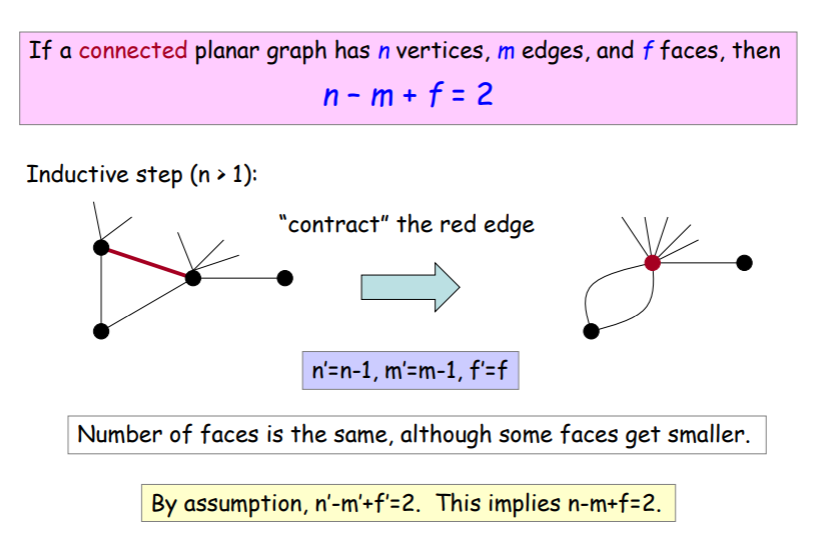 If a connected planar graph has n vertices, m edges, and f faces, then
n – m + f = 2
Inductive step (n > 1):
“contract” the red edge
n’=n-1, m’=m-1, f’=f
Number of faces is the same, although some faces get smaller.
By assumption, n’-m’+f’=2.  This implies n-m+f=2.